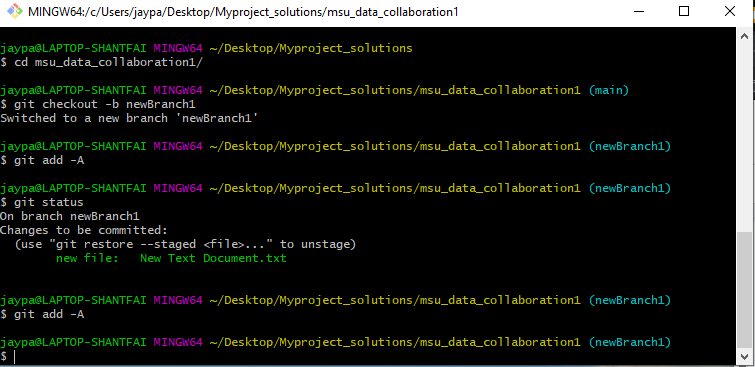 MINGW64:/c/Users/jaypa/Desktop/Myproject_solutions/msu_data_collaboration1
jaypa@LAPTOP-SHANTFAI MINGW64 ~/Desktop/Myproject_solutions
$ cd msu_data_collaboration1/
jaypa@LAPTOP-SHANTFAI MINGW64 ~/Desktop/Myproject_solutions/msu_data_collaboration1 (main)
$ git checkout -b newBranch1
Switched to a new branch 'newBranch1'
jaypa@LAPTOP-SHANTFAI MINGW64 ~/Desktop/Myproject_solutions/msu_data_collaboration1 (newBranch1)
$ git add -A
jaypa@LAPTOP-SHANTFAI MINGW64 ~/Desktop/Myproject_solutions/msu_data_collaboration1 (newBranch1)
$ git status
On branch newBranch1
Changes to be committed:
  (use "git restore --staged <file>..." to unstage)
        new file:   New Text Document.txt
jaypa@LAPTOP-SHANTFAI MINGW64 ~/Desktop/Myproject_solutions/msu_data_collaboration1 (newBranch1)
$ git add -A
jaypa@LAPTOP-SHANTFAI MINGW64 ~/Desktop/Myproject_solutions/msu_data_collaboration1 (newBranch1)
$